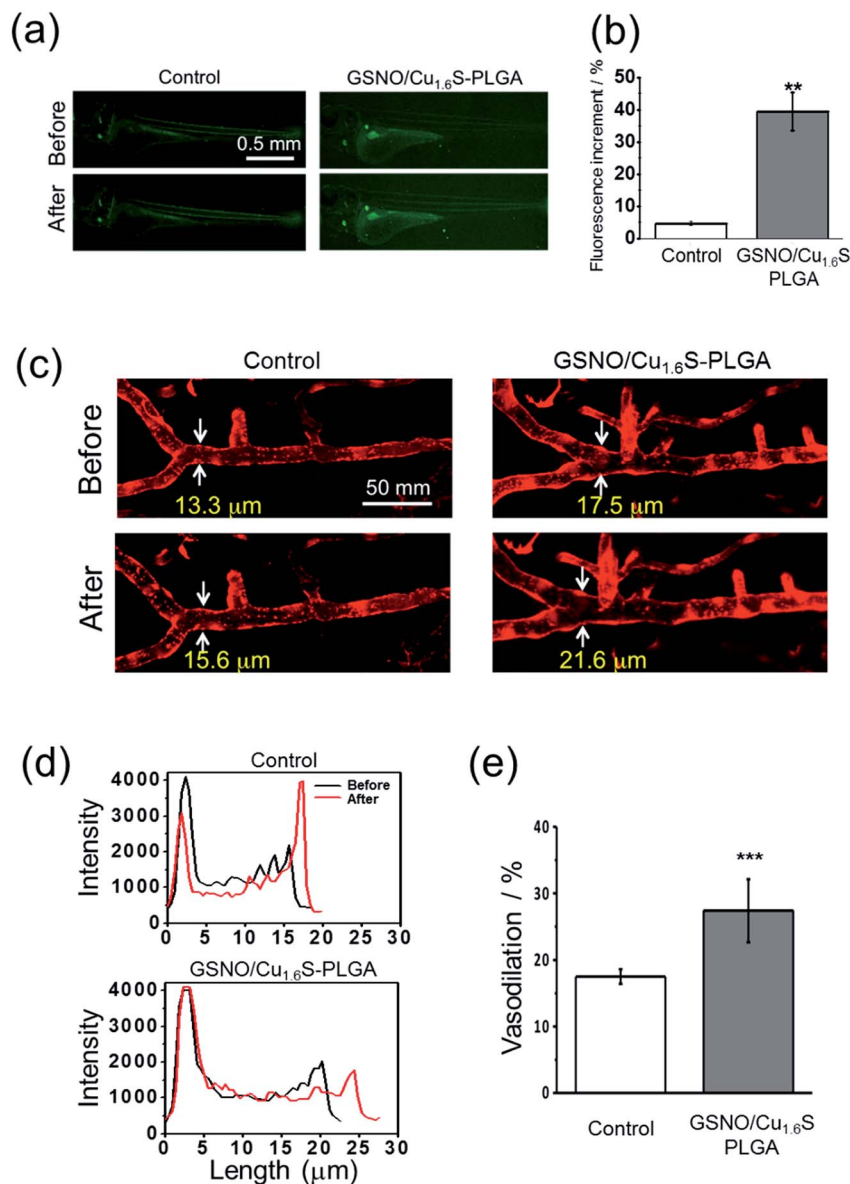 (a)
Control
GSNO/Cu1.6S-PLGA
Before
0.5 mm
After
(b)
Fluorescence increment / %
50
40
30
20
10
0
**
Control
GSNO/Cu1.6S
PLGA
(c)
Control
GSNO/Cu1.6S-PLGA
Before
13.3 μm
50 mm
17.5 μm
After
15.6 μm
21.6 μm
(d)
Control
Before
After
Intensity
4000
3000
2000
1000
0
0 5 10 15 20 25 30
GSNO/Cu1.6S-PLGA
Intensity
4000
3000
2000
1000
0
0 5 10 15 20 25 30
Length (μm)
(e)
Vasodilation / %
40
30
20
10
0
***
Control
GSNO/Cu1.6S
PLGA